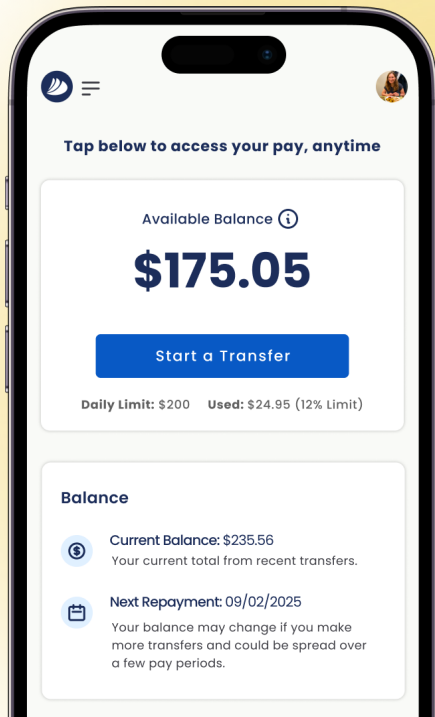 Tap below to access your pay, anytime
Available Balance
$175.05
Start a Transfer
Daily Limit: $200 Used: $24.95 (12% Limit)
Balance
Current Balance: $235.56
Your current total from recent transfers.
Next Repayment: 09/02/2025
Your balance may change if you make
more transfers and could be spread over
a few pay periods.